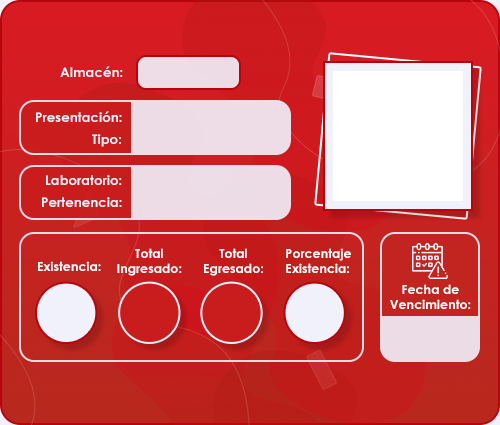 Almacén:
Presentación:
Tipo:
Laboratorio:
Pertenencia:
Existencia:
Total
Ingresado:
Total
Egresado:
Porcentaje
Existencia:
Fecha de
Vencimiento: